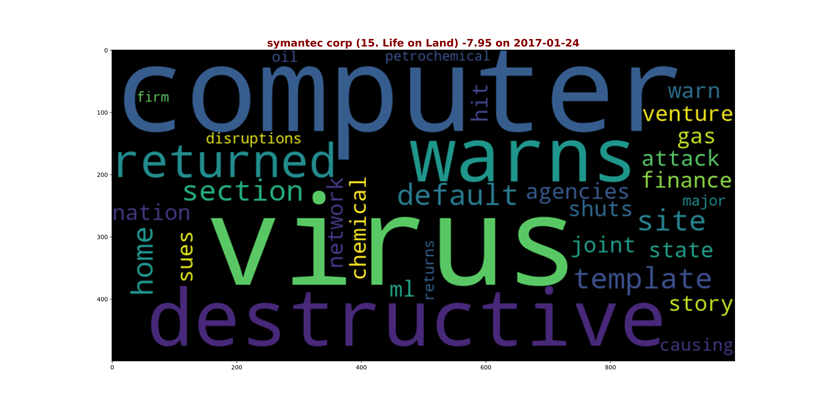 symantec corp (15. Life on Land) -7.95 on 2017-01-24
0
100
200
300
400
0
200
400
600
800
oil
petrochemical
computer
firm
hit
warn
venture
disruptions
gas
returned
warns
attack
finance
section
network
chemical
default
agencies
major
nation
shuts
site
virus
home
sues
joint
state
returns
ml
template
destructive
story
causing